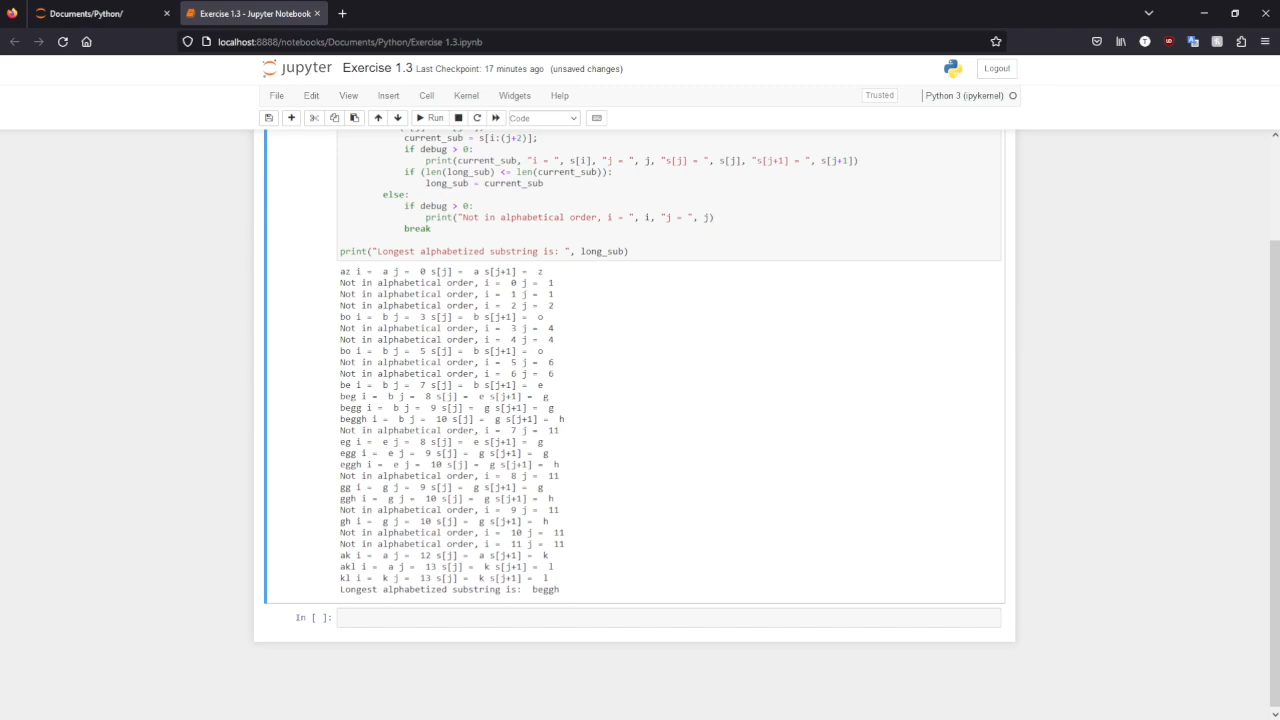 Documents/Python/
Exercise 1.3 - Jupyter Notebook
localhost:8888/notebooks/Documents/Python/Exercise 1.3.ipynb
jupyter Exercise 1.3 Last Checkpoint: 17 minutes ago (unsaved changes) Logout
File Edit View Insert Cell Kernel Widgets Help Trusted Python 3 (ipykernel)
Run Code
current_sub = s[i:(j+2)];
if debug > 0:
print(current_sub, "i = ", s[i], "j = ", j, "s[j] = ", s[j], "s[j+1] = ", s[j+1])
if (len(long_sub) <= len(current_sub)):
long_sub = current_sub
else:
if debug > 0:
print("Not in alphabetical order, i = ", i, "j = ", j)
break
print("Longest alphabetized substring is: ", long_sub)
az i =  a j =  0 s[j] =  a s[j+1] =  z
Not in alphabetical order, i =  0 j =  1
Not in alphabetical order, i =  1 j =  1
Not in alphabetical order, i =  2 j =  2
bo i =  b j =  3 s[j] =  b s[j+1] =  o
Not in alphabetical order, i =  3 j =  4
Not in alphabetical order, i =  4 j =  4
bo i =  b j =  5 s[j] =  b s[j+1] =  o
Not in alphabetical order, i =  5 j =  6
Not in alphabetical order, i =  6 j =  6
be i =  b j =  7 s[j] =  b s[j+1] =  e
beg i =  b j =  8 s[j] =  e s[j+1] =  g
begg i =  b j =  9 s[j] =  g s[j+1] =  g
beggh i =  b j =  10 s[j] =  g s[j+1] =  h
Not in alphabetical order, i =  7 j =  11
eg i =  e j =  8 s[j] =  e s[j+1] =  g
egg i =  e j =  9 s[j] =  g s[j+1] =  g
eggh i =  e j =  10 s[j] =  g s[j+1] =  h
Not in alphabetical order, i =  8 j =  11
gg i =  g j =  9 s[j] =  g s[j+1] =  g
ggh i =  g j =  10 s[j] =  g s[j+1] =  h
Not in alphabetical order, i =  9 j =  11
gh i =  g j =  10 s[j] =  g s[j+1] =  h
Not in alphabetical order, i =  10 j =  11
Not in alphabetical order, i =  11 j =  11
ak i =  a j =  12 s[j] =  a s[j+1] =  k
akl i =  a j =  13 s[j] =  k s[j+1] =  l
kl i =  k j =  13 s[j] =  k s[j+1] =  l
Longest alphabetized substring is:  beggh
In [ ]: